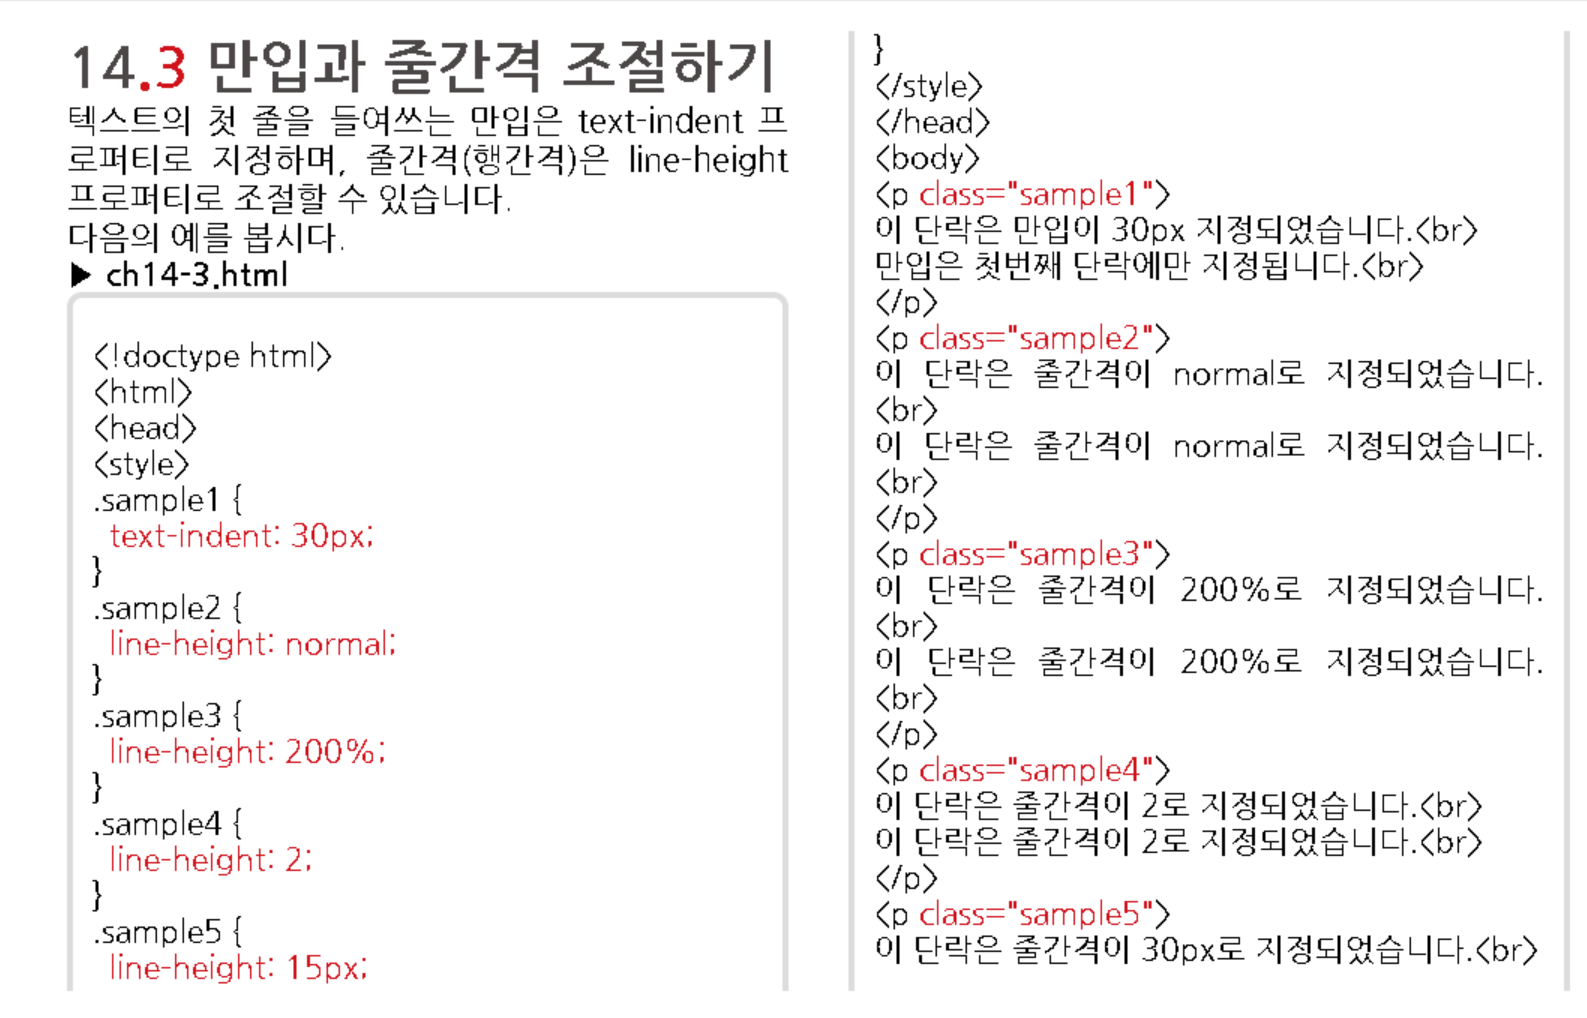 14.3 만입과 줄간격 조절하기
텍스트의 첫 줄을 들여쓰는 만입은 text-indent 프
로퍼티로 지정하며, 줄간격(행간격)은 line-height
프로퍼티로 조절할 수 있습니다.
다음의 예를 봅시다.
▶ ch14-3.html
<!doctype html>
<html>
<head>
<style>
.sample1 {
text-indent: 30px;
}
.sample2 {
line-height: normal;
}
.sample3 {
line-height: 200%;
}
.sample4 {
line-height: 2;
}
.sample5 {
line-height: 15px;
}
</style>
</head>
<body>
<p class="sample1">
이 단락은 만입이 30px 지정되었습니다.<br>
만입은 첫번째 단락에만 지정됩니다.<br>
</p>
<p class="sample2">
이 단락은 줄간격이 normal로 지정되었습니다.
<br>
이 단락은 줄간격이 normal로 지정되었습니다.
<br>
</p>
<p class="sample3">
이 단락은 줄간격이 200%로 지정되었습니다.
<br>
이 단락은 줄간격이 200%로 지정되었습니다.
<br>
</p>
<p class="sample4">
이 단락은 줄간격이 2로 지정되었습니다.<br>
이 단락은 줄간격이 2로 지정되었습니다.<br>
</p>
<p class="sample5">
이 단락은 줄간격이 30px로 지정되었습니다.<br>